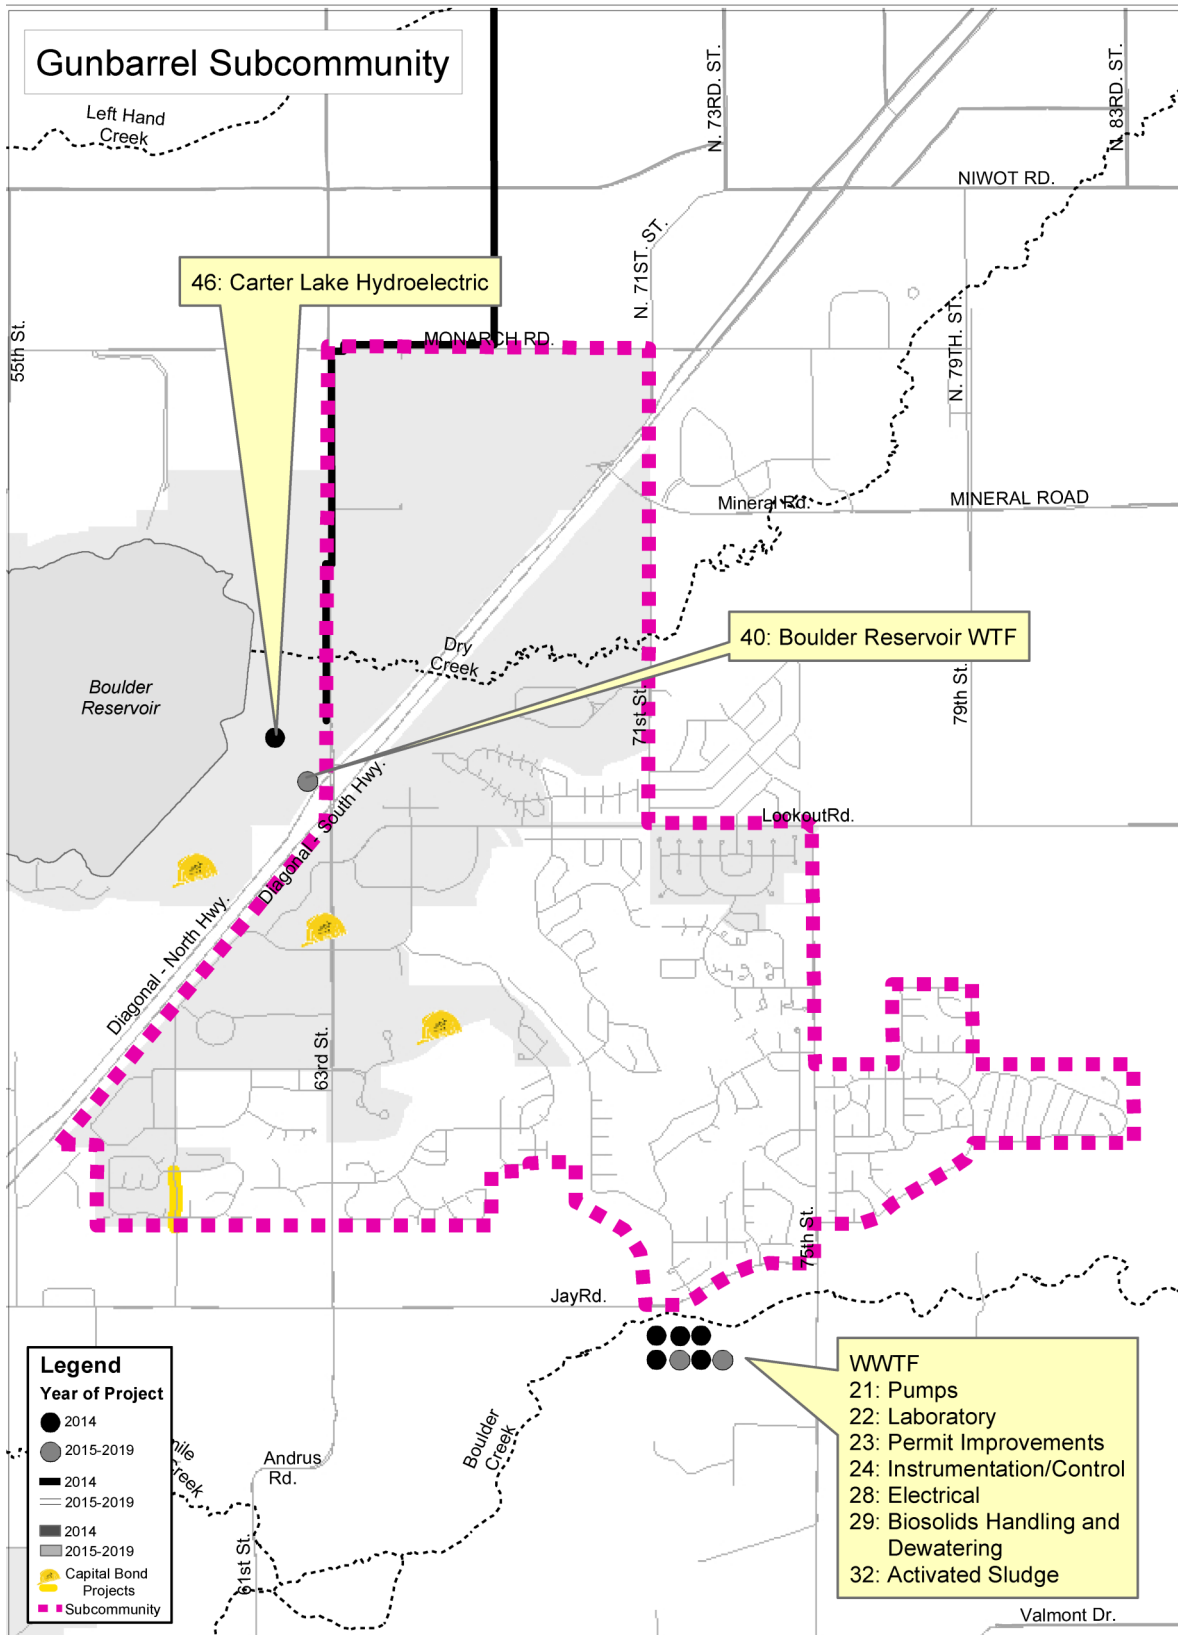 Gunbarrel Subcommunity
Left Hand
Creek
N. 73RD. ST.
N. 83RD. ST.
NIWOT RD.
N. 71ST. ST.
46: Carter Lake Hydroelectric
55th St.
MONARCH RD.
N. 79TH. ST.
Mineral Rd.
MINERAL ROAD
Dry
Creek
40: Boulder Reservoir WTF
Boulder
Reservoir
71st St.
79th St.
Diagonal - South Hwy.
LookoutRd.
Diagonal - North Hwy.
63rd St.
75th St.
JayRd.
Boulder
Creek
WWTF
21: Pumps
22: Laboratory
23: Permit Improvements
24: Instrumentation/Control
28: Electrical
29: Biosolids Handling and
Dewatering
32: Activated Sludge
Legend
Year of Project
2014
2015-2019
2014
2015-2019
2014
2015-2019
Capital Bond
Projects
Subcommunity
Andrus
Rd.
61st St.
Valmont Dr.